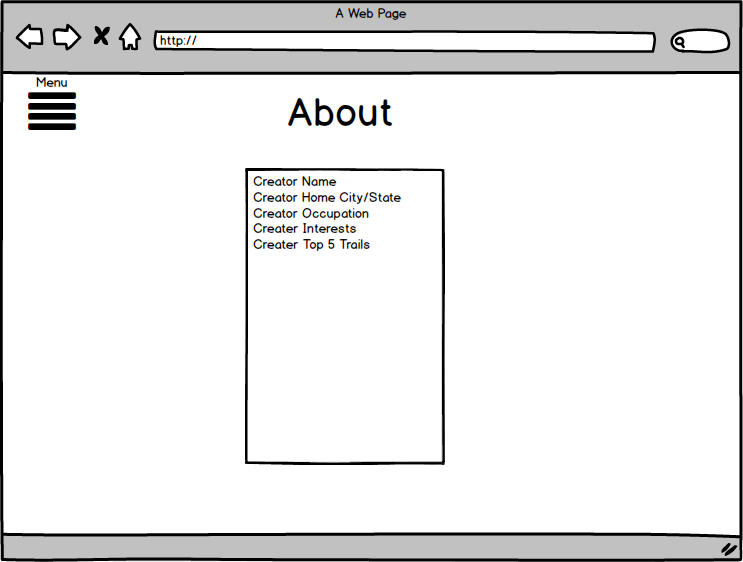 A Web Page
http://
Menu
About
Creator Name
Creator Home City/State
Creator Occupation
Creater Interests
Creater Top 5 Trails